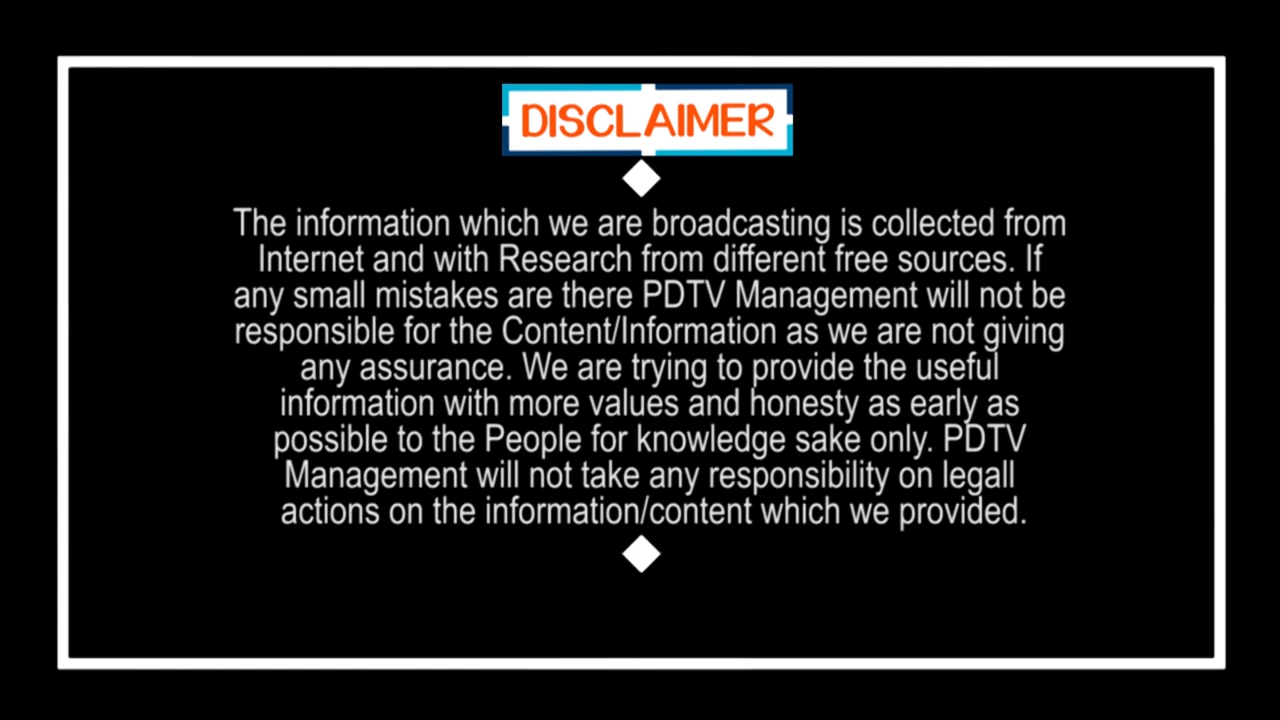 DISCLAIMER
The information which we are broadcasting is collected from
Internet and with Research from different free sources. If
any small mistakes are there PDTV Management will not be
responsible for the Content/Information as we are not giving
any assurance. We are trying to provide the useful
information with more values and honesty as early as
possible to the People for knowledge sake only. PDTV
Management will not take any responsibility on legall
actions on the information/content which we provided.